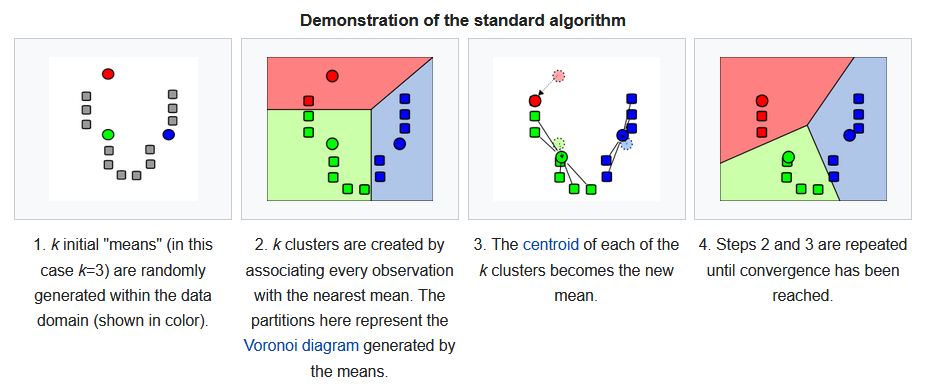 Demonstration of the standard algorithm
1. k initial "means" (in this
case k=3) are randomly
generated within the data
domain (shown in color).
2. k clusters are created by
associating every observation
with the nearest mean. The
partitions here represent the
Voronoi diagram generated by
the means.
3. The centroid of each of the
k clusters becomes the new
mean.
4. Steps 2 and 3 are repeated
until convergence has been
reached.